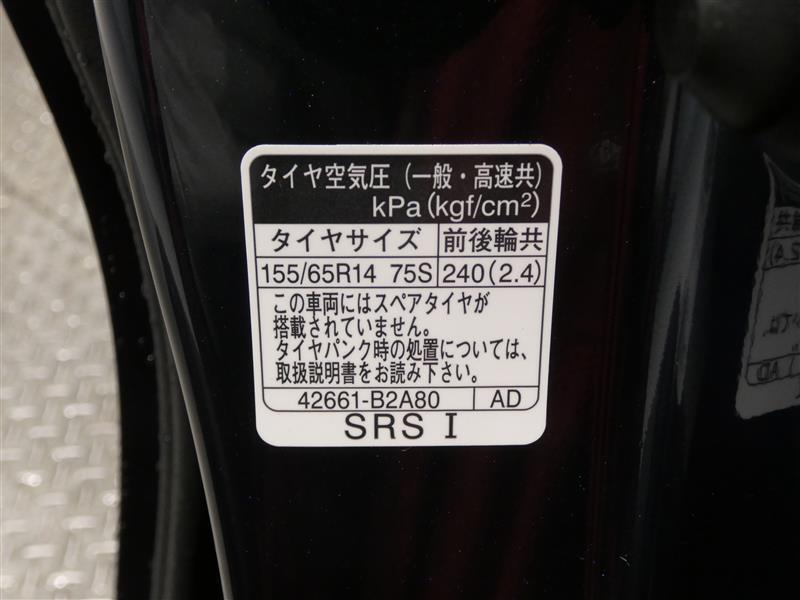 タイヤ空気圧（一般・高速共）
kPa(kgf/cm²)
タイヤサイズ 前後輪共
155/65R14 75S 240(2.4)
この車両にはスペアタイヤが
搭載されていません。
タイヤパンク時の処置については、
取扱説明書をお読み下さい。
42661-B2A80 AD
SRS I